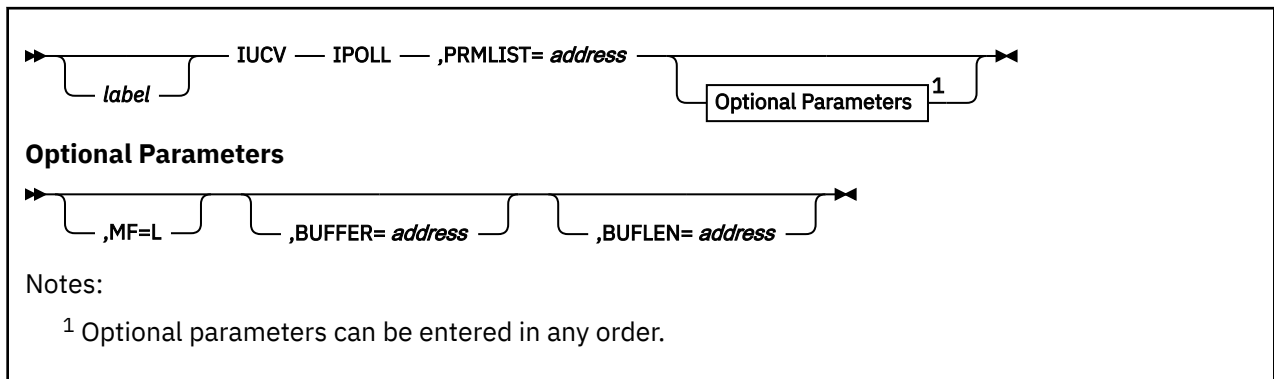 IUCV — IPOLL — ,PRMLIST= address
label
Optional Parameters 1
Optional Parameters
,MF=L ,BUFFER= address ,BUFLEN= address
Notes:
1 Optional parameters can be entered in any order.